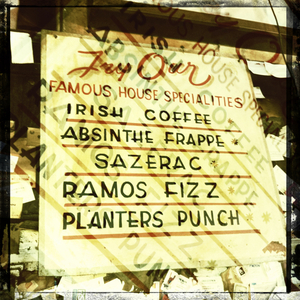 Try Our
FAMOUS HOUSE SPECIALITIES
IRISH COFFEE
ABSINTHE FRAPPE
SAZERAC
RAMOS FIZZ
PLANTERS PUNCH